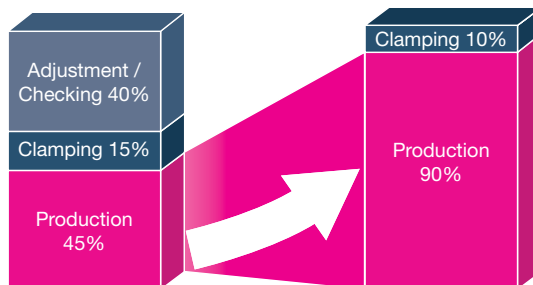 Adjustment /
Checking 40%
Clamping 15%
Production
45%
Clamping 10%
Production
90%